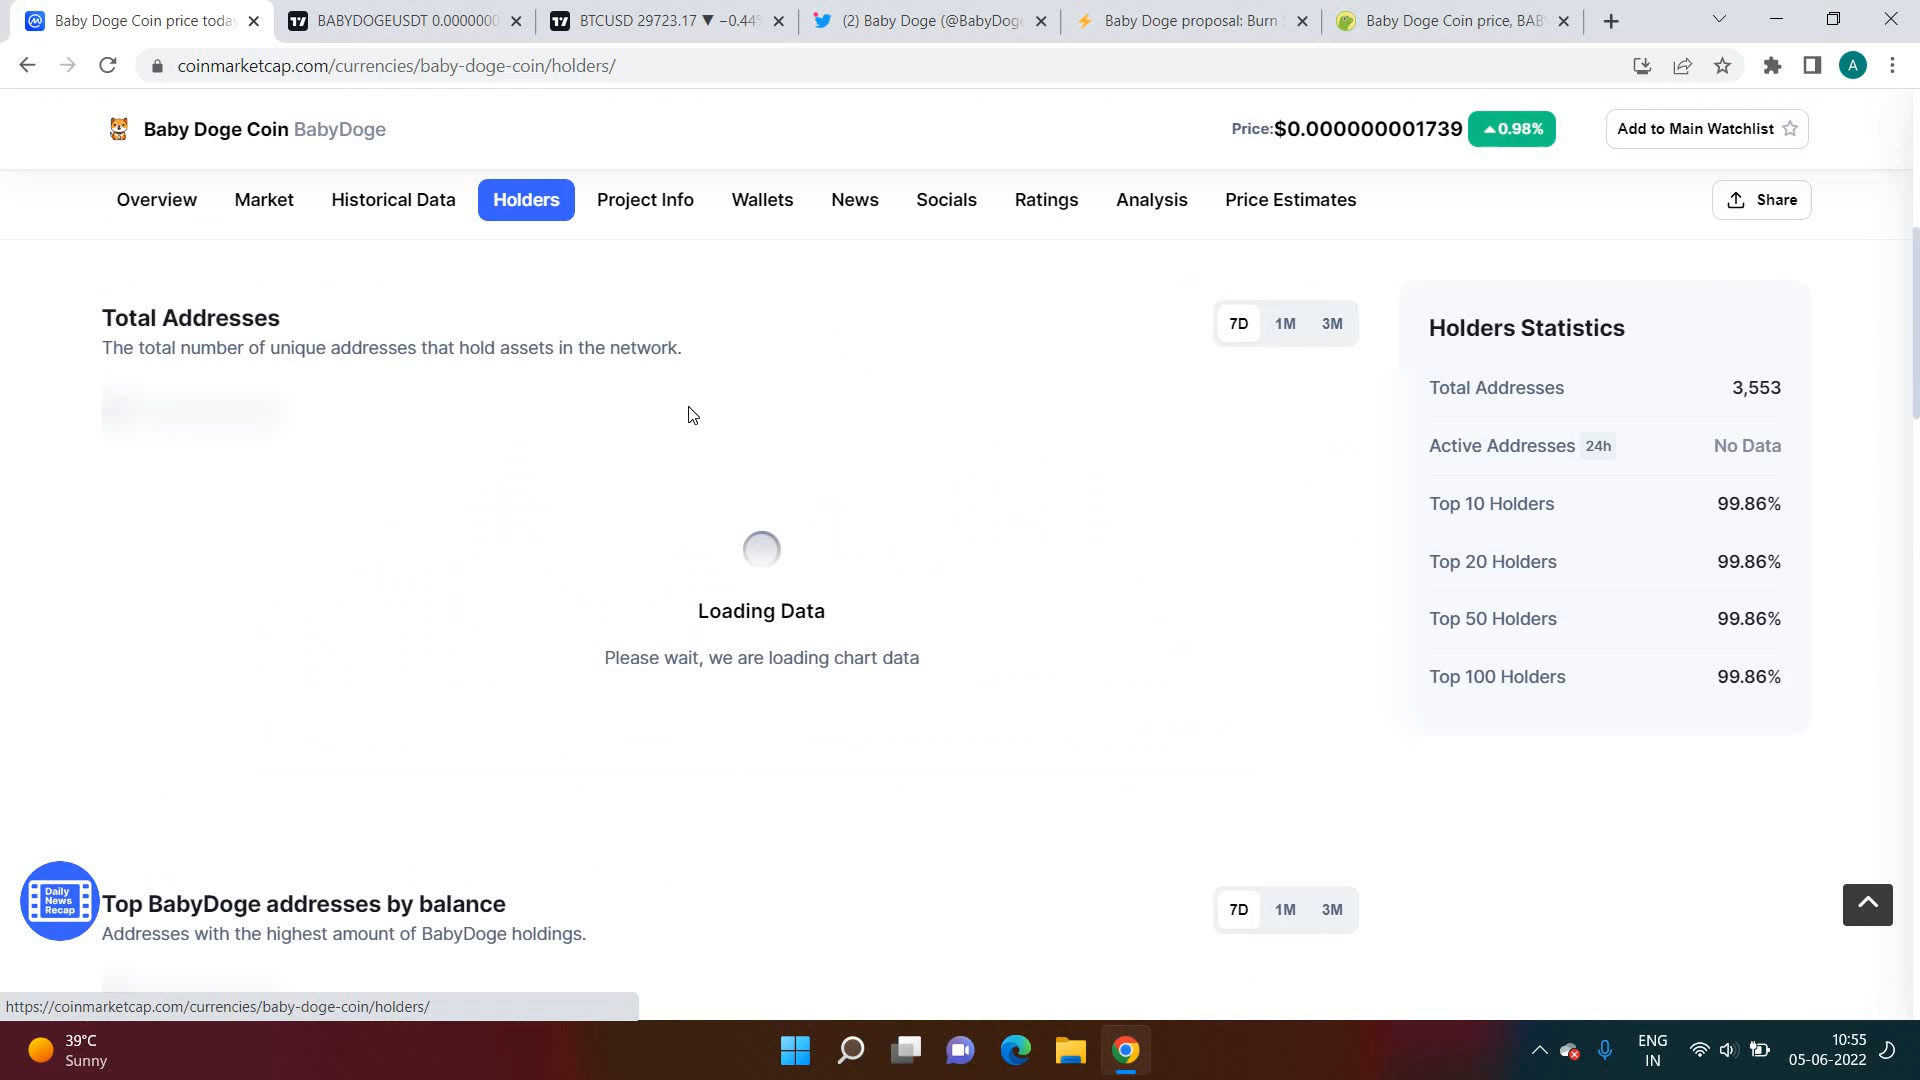 Baby Doge Coin price today
BABYDOGEUSDT 0.0000000
BTCUSD 29723.17 ▼ −0.44%
(2) Baby Doge (@BabyDoge
Baby Doge proposal: Burn
Baby Doge Coin price, BAB
coinmarketcap.com/currencies/baby-doge-coin/holders/
A
Baby Doge Coin BabyDoge
Price:$0.000000001739
0.98%
Add to Main Watchlist
Overview
Market
Historical Data
Holders
Project Info
Wallets
News
Socials
Ratings
Analysis
Price Estimates
Share
Total Addresses
The total number of unique addresses that hold assets in the network.
7D 1M 3M
Loading Data
Please wait, we are loading chart data
Holders Statistics
Total Addresses 3,553
Active Addresses 24h No Data
Top 10 Holders 99.86%
Top 20 Holders 99.86%
Top 50 Holders 99.86%
Top 100 Holders 99.86%
Daily
News
Recap
Top BabyDoge addresses by balance
Addresses with the highest amount of BabyDoge holdings.
7D 1M 3M
https://coinmarketcap.com/currencies/baby-doge-coin/holders/
39°C
Sunny
ENG
IN
10:55
05-06-2022